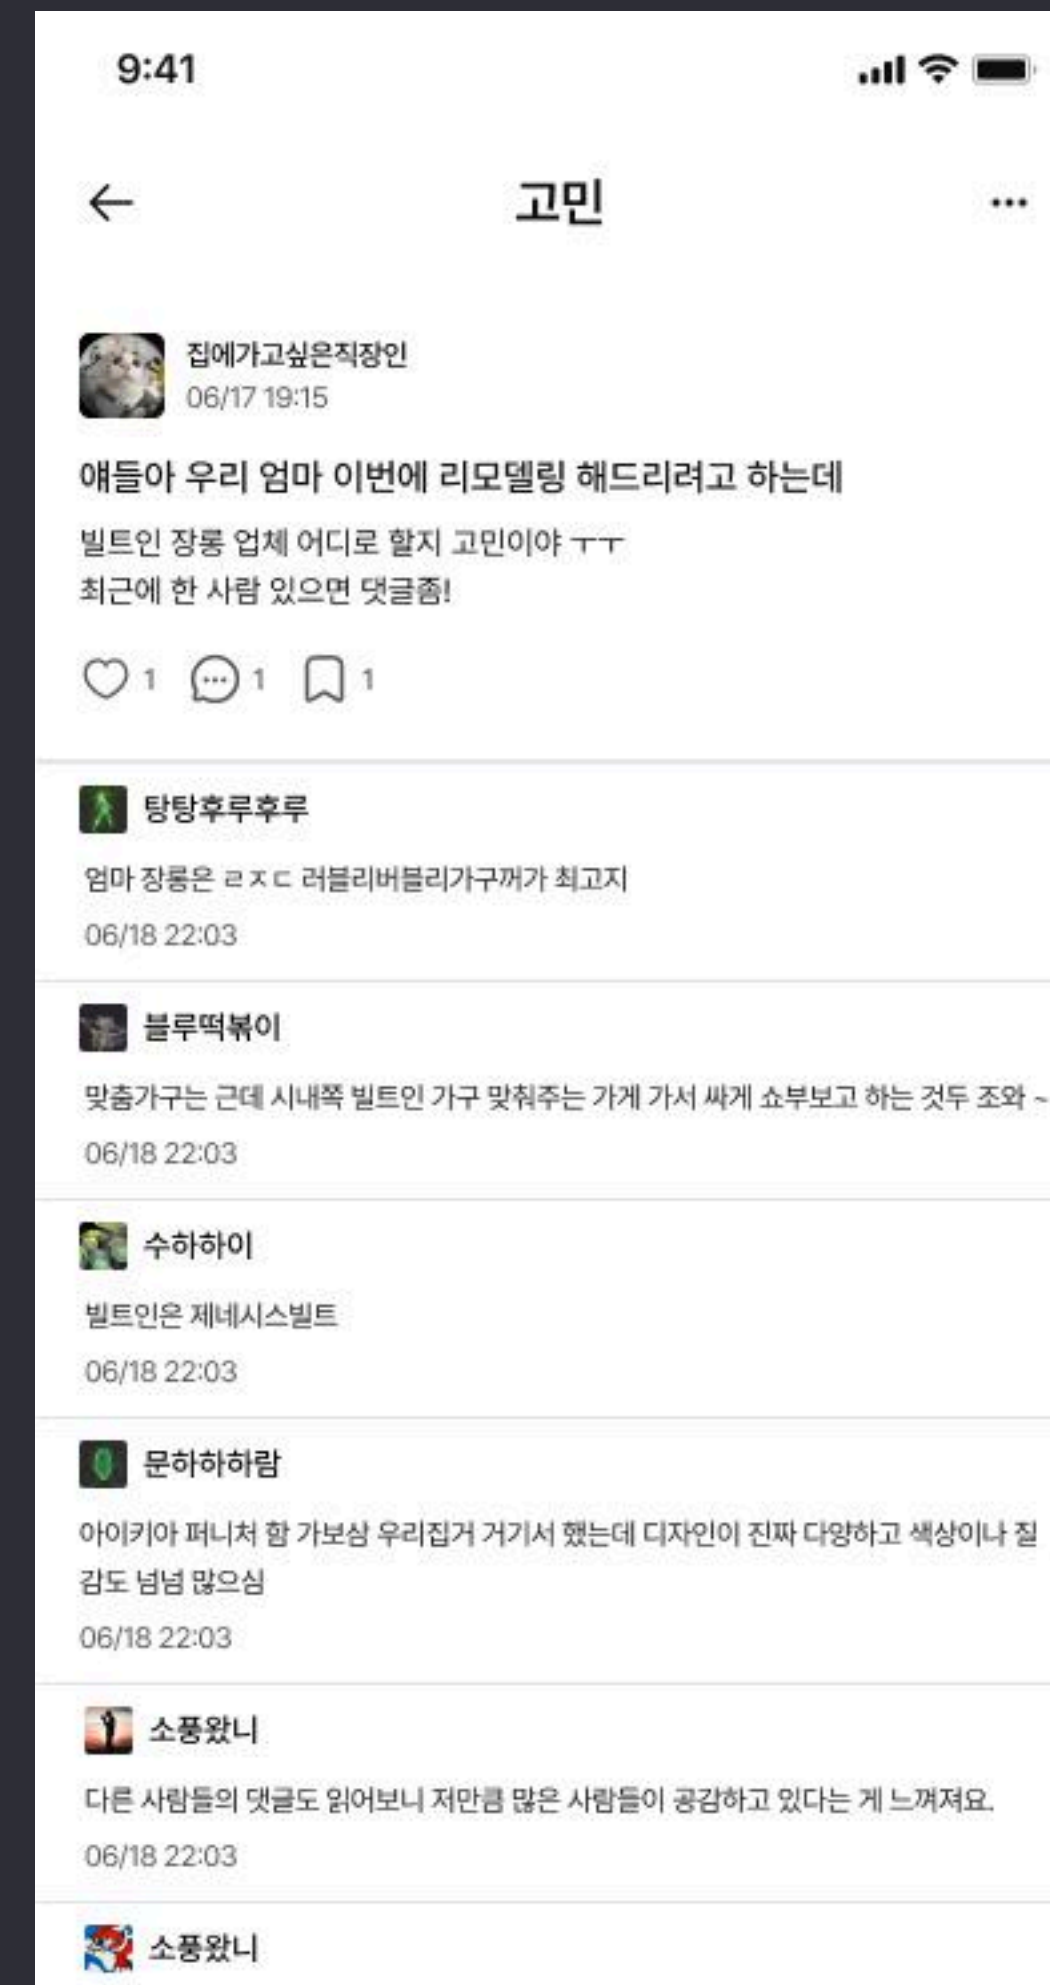 9:41
고민
집에가고싶은직장인
06/17 19:15
얘들아 우리 엄마 이번에 리모델링 해드리려고 하는데
빌트인 장롱 업체 어디로 할지 고민이야 ㅜㅜ
최근에 한 사람 있으면 댓글좀!
1 1 1
탕탕후루후루
엄마 장롱은 ㄹㅈㄷ 러블리버블리가구꺼가 최고지
06/18 22:03
블루떡볶이
맞춤가구는 근데 시내쪽 빌트인 가구 맞춰주는 가게 가서 싸게 쇼부보고 하는 것두 조와 ~
06/18 22:03
수하하이
빌트인은 제네시스빌트
06/18 22:03
문하하하람
아이키아 퍼니처 함 가보삼 우리집거 거기서 했는데 디자인이 진짜 다양하고 색상이나 질
감도 넘넘 많으심
06/18 22:03
소풍왔니
다른 사람들의 댓글도 읽어보니 저만큼 많은 사람들이 공감하고 있다는 게 느껴져요.
06/18 22:03
소풍왔니